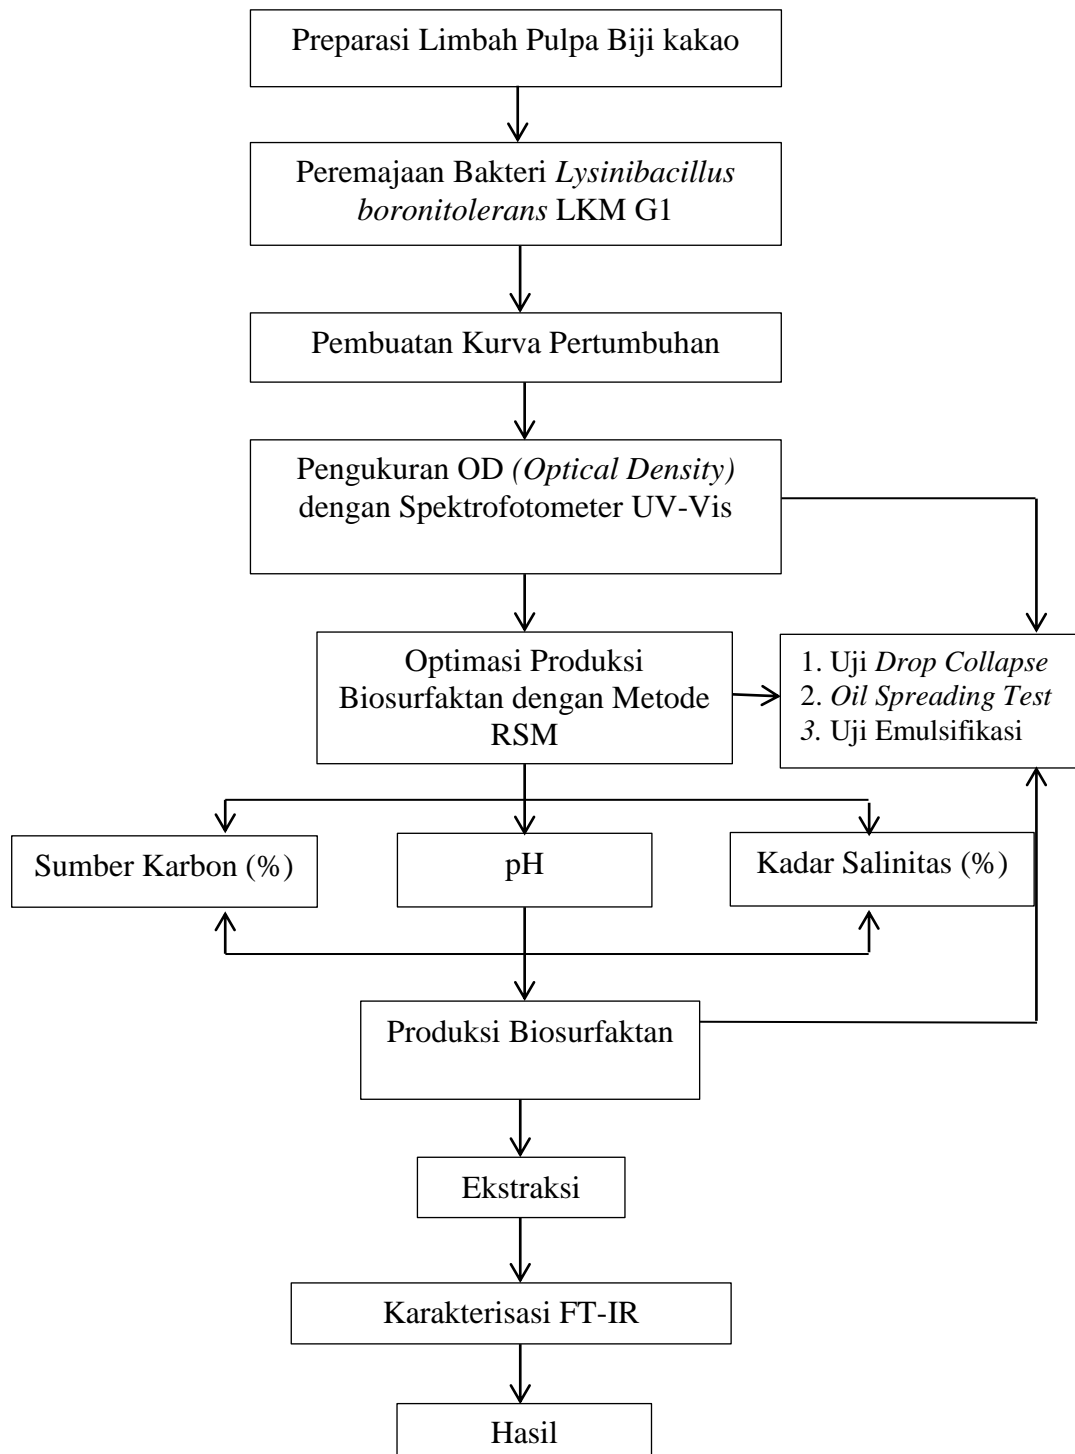 Preparasi Limbah Pulpa Biji kakao
Peremajaan Bakteri Lysinibacillus
boronitolerans LKM G1
Pembuatan Kurva Pertumbuhan
Pengukuran OD (Optical Density)
dengan Spektrofotometer UV-Vis
Optimasi Produksi
Biosurfaktan dengan Metode
RSM
1. Uji Drop Collapse
2. Oil Spreading Test
3. Uji Emulsifikasi
Sumber Karbon (%)
pH
Kadar Salinitas (%)
Produksi Biosurfaktan
Ekstraksi
Karakterisasi FT-IR
Hasil